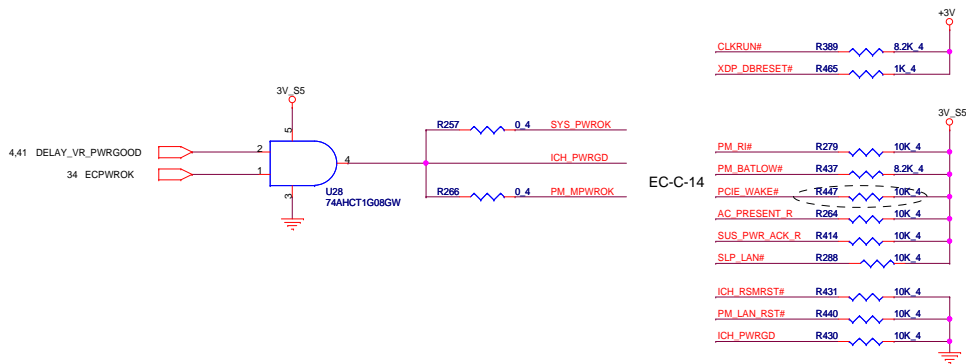 +3V
CLKRUN# R389 8.2K_4
XDP_DBRESET# R465 1K_4
3V_S5
5
4,41 DELAY_VR_PWRGOOD 2
34 ECPWROK 1
4
3
U28
74AHCT1G08GW
R257 0_4 SYS_PWROK
ICH_PWRGD
R266 0_4 PM_MPWROK
EC-C-14
3V_S5
PM_RI# R279 10K_4
PM_BATLOW# R437 8.2K_4
PCIE_WAKE# R447 10K_4
AC_PRESENT_R R264 10K_4
SUS_PWR_ACK_R R414 10K_4
SLP_LAN# R288 10K_4
ICH_RSMRST# R431 10K_4
PM_LAN_RST# R440 10K_4
ICH_PWRGD R430 10K_4